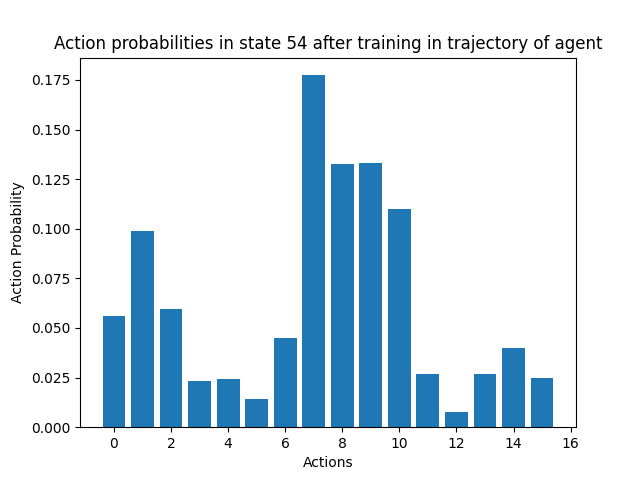 Action probabilities in state 54 after training in trajectory of agent
0.175
0.150
0.125
0.100
0.075
0.050
0.025
0.000
Action Probability
0 2 4 6 8 10 12 14 16
Actions